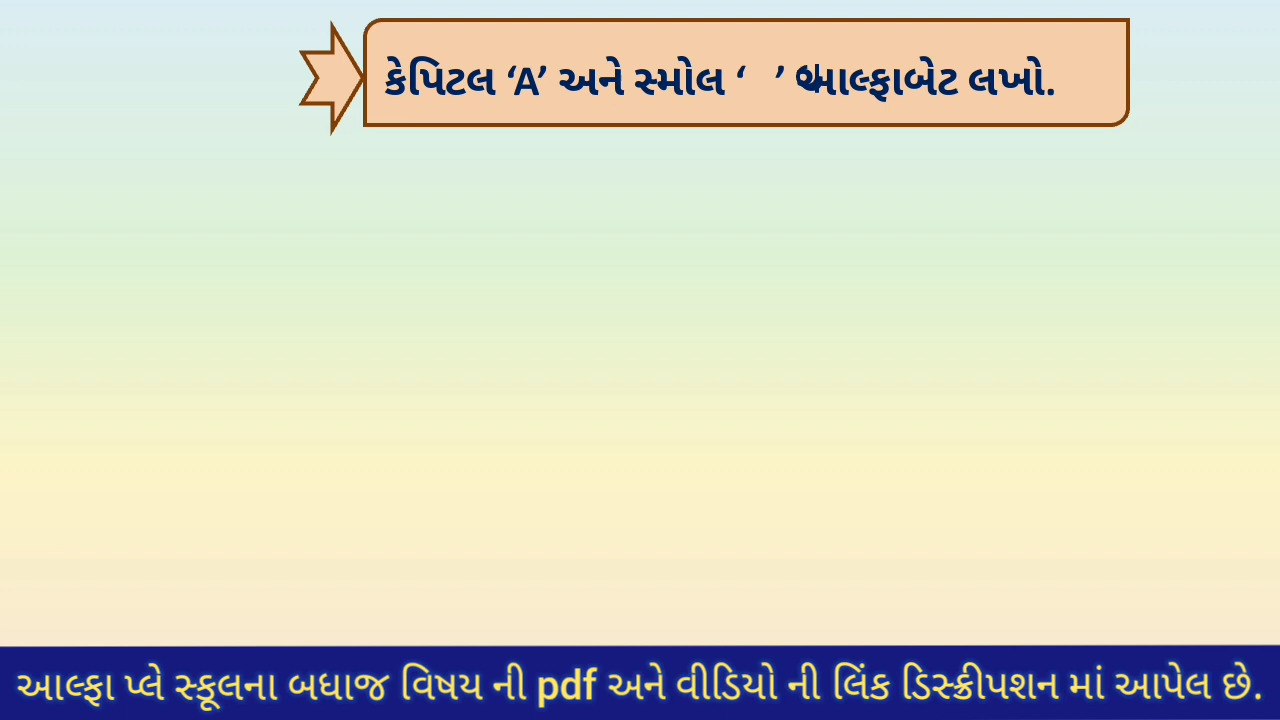 કેપિટલ ‘A’ અને સ્મોલ ‘ ’ આલ્ફાબેટ લખો.
આલ્ફા પ્લે સ્કૂલના બધાજ વિષય ની pdf અને વીડિયો ની લિંક ડિસ્ક્રીપશન માં આપેલ છે.